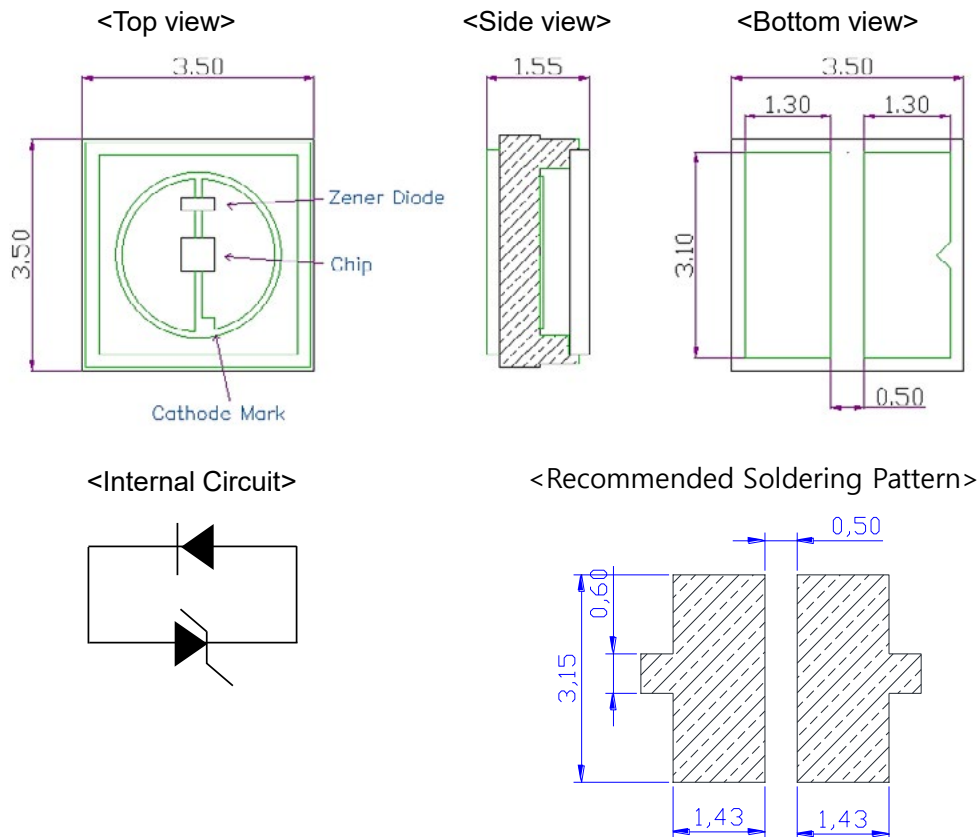 <Top view>
<Side view>
<Bottom view>
3.50
1.55
3.50
1.30
1.30
Zener Diode
Chip
3.50
3.10
0.50
Cathode Mark
<Internal Circuit>
<Recommended Soldering Pattern>
0,50
0,60
3,15
1,43
1,43